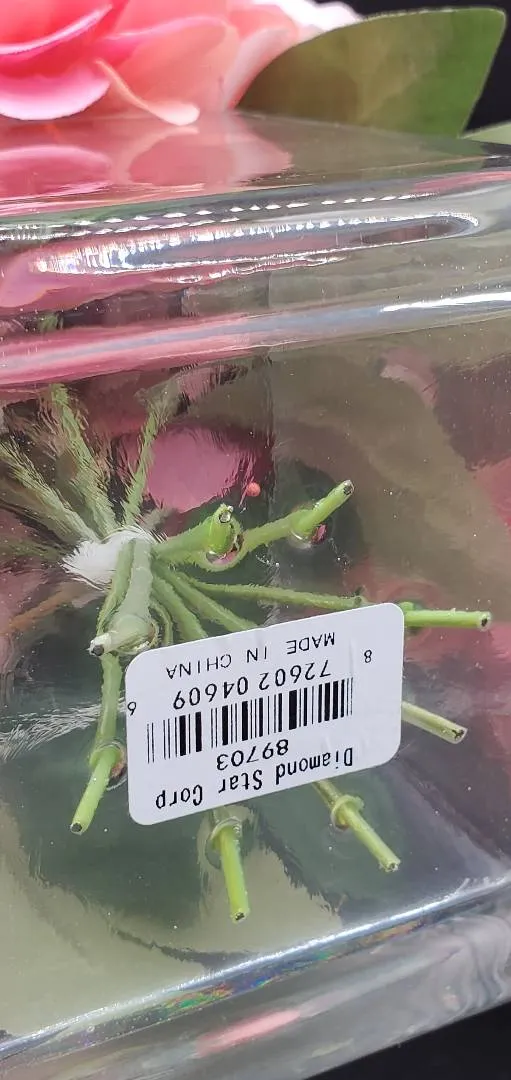 Diamond Star Corp
89703
8 72602 04609 6
MADE IN CHINA